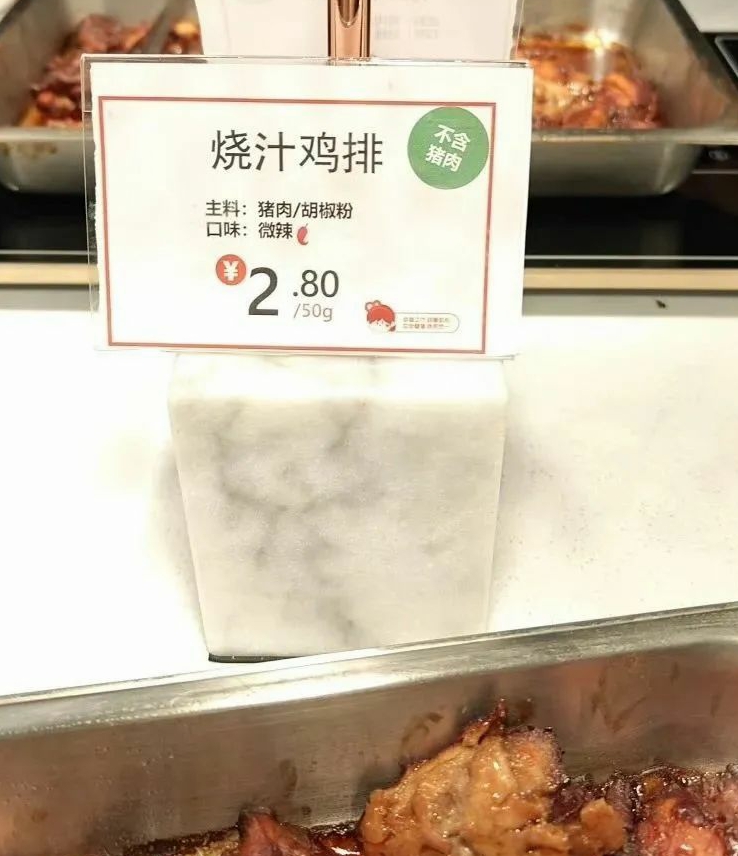 烧汁鸡排
不含
猪肉
主料：猪肉/胡椒粉
口味：微辣
¥2.80
/50g